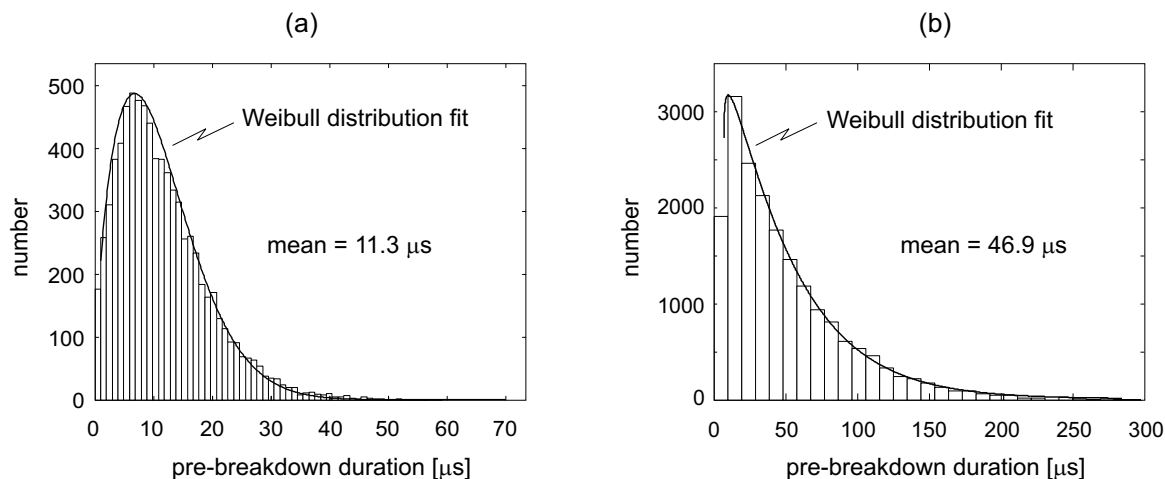 (a)
500
400
300
200
100
0
number
Weibull distribution fit
mean = 11.3 μs
0 10 20 30 40 50 60 70
pre-breakdown duration [μs]
(b)
3000
2000
1000
0
number
Weibull distribution fit
mean = 46.9 μs
0 50 100 150 200 250 300
pre-breakdown duration [μs]